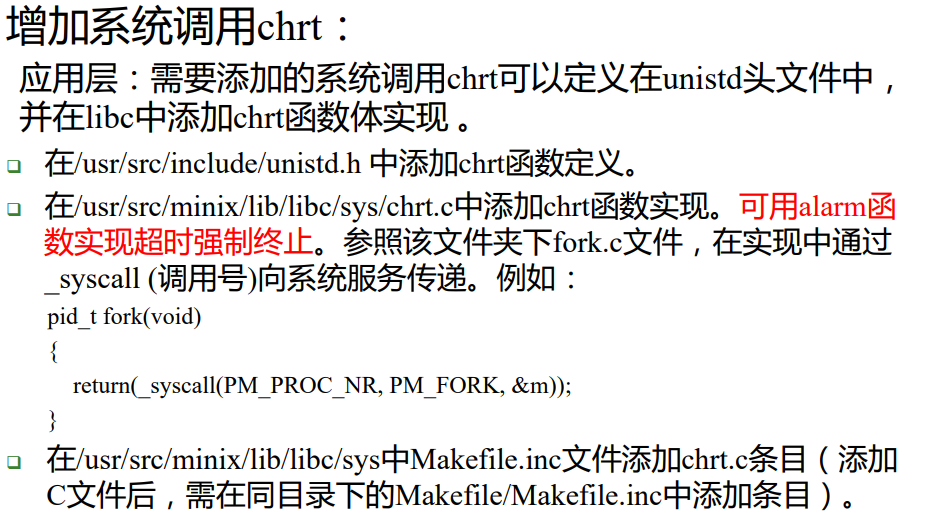 增加系统调用chrt：
应用层：需要添加的系统调用chrt可以定义在unistd头文件中，
并在libc中添加chrt函数体实现 。
在/usr/src/include/unistd.h 中添加chrt函数定义。
在/usr/src/minix/lib/libc/sys/chrt.c中添加chrt函数实现。可用alarm函
数实现超时强制终止。参照该文件夹下fork.c文件，在实现中通过
_syscall (调用号)向系统服务传递。例如：
pid_t fork(void)
{
return(_syscall(PM_PROC_NR, PM_FORK, &m));
}
在/usr/src/minix/lib/libc/sys中Makefile.inc文件添加chrt.c条目（添加
C文件后，需在同目录下的Makefile/Makefile.inc中添加条目）。